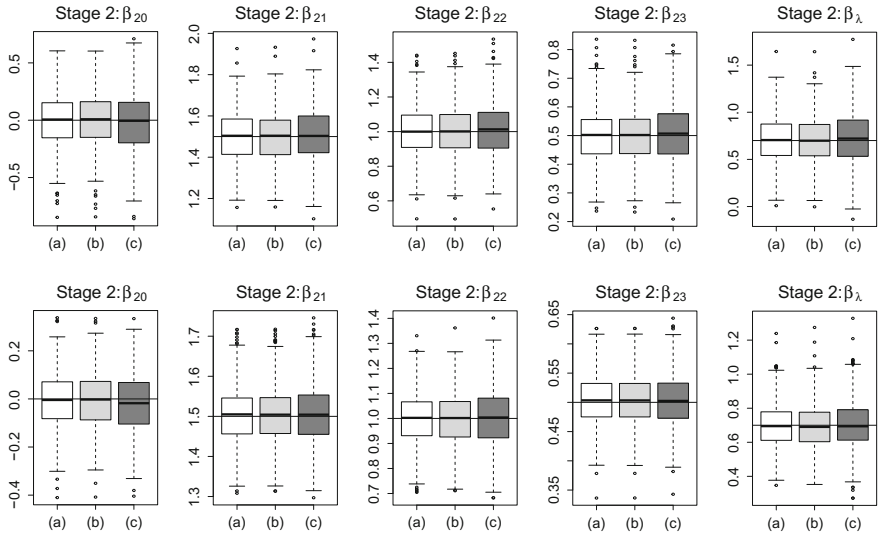 Stage 2:β20 Stage 2:β21 Stage 2:β22 Stage 2:β23 Stage 2:βλ
0.5 0.0 −0.5
2.0 1.8 1.6 1.4 1.2
1.4 1.2 1.0 0.8 0.6
0.8 0.7 0.6 0.5 0.4 0.3 0.2
1.5 1.0 0.5 0.0
(a) (b) (c) (a) (b) (c) (a) (b) (c) (a) (b) (c) (a) (b) (c)
Stage 2:β20 Stage 2:β21 Stage 2:β22 Stage 2:β23 Stage 2:βλ
0.2 0.0 −0.2 −0.4
1.7 1.6 1.5 1.4 1.3
1.4 1.3 1.2 1.1 1.0 0.9 0.8 0.7
0.65 0.55 0.45 0.35
1.2 1.0 0.8 0.6 0.4
(a) (b) (c) (a) (b) (c) (a) (b) (c) (a) (b) (c) (a) (b) (c)